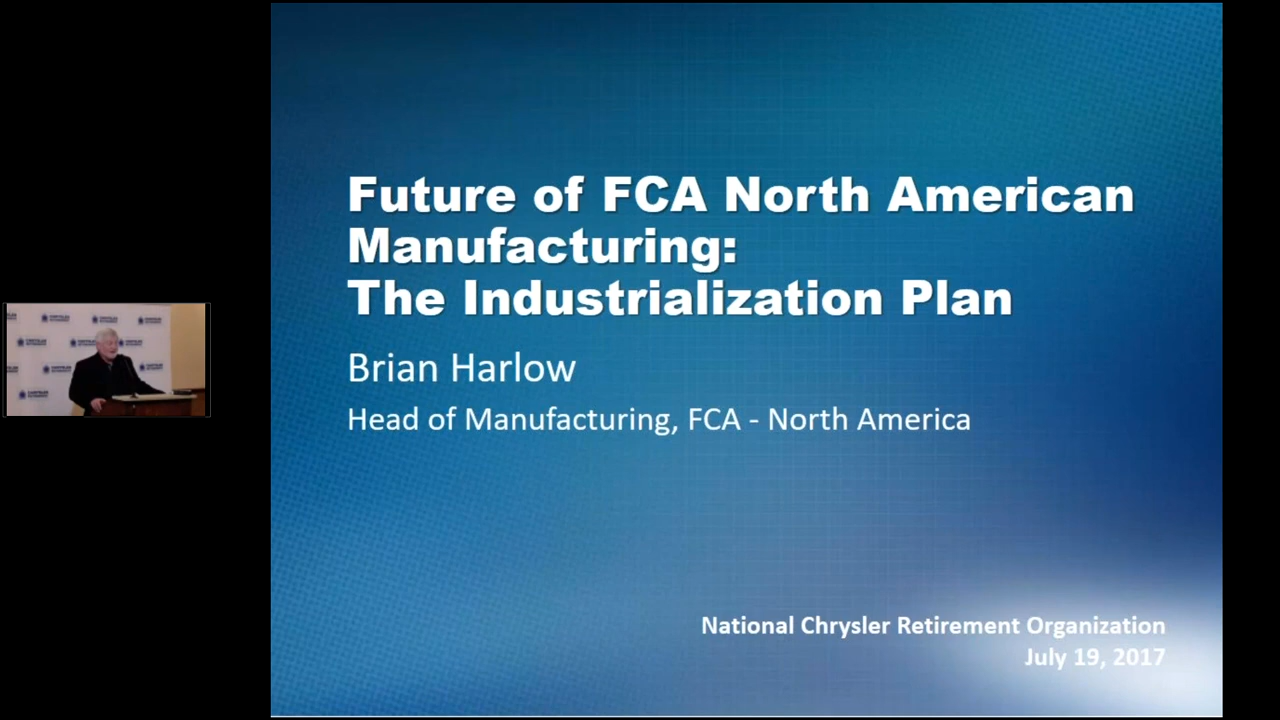 Future of FCA North American
Manufacturing:
The Industrialization Plan
Brian Harlow
Head of Manufacturing, FCA - North America
National Chrysler Retirement Organization
July 19, 2017